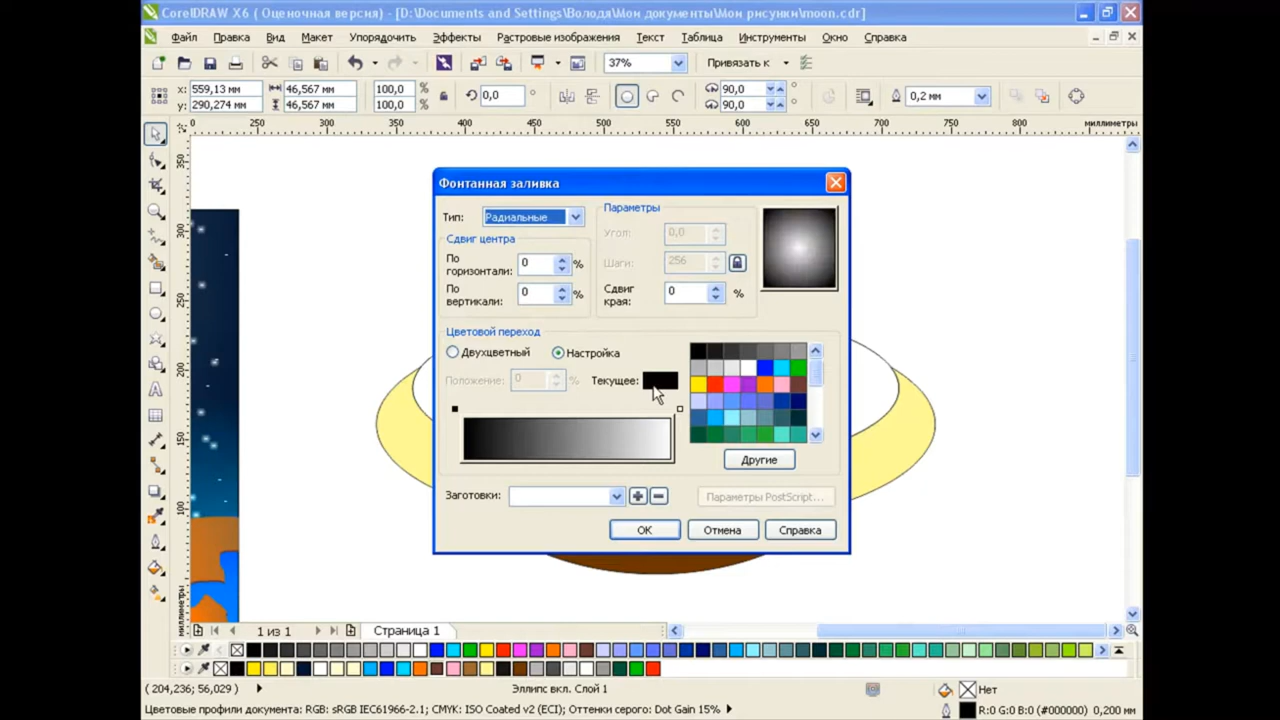 CorelDRAW X6 ( Оценочная версия) - [D:\Documents and Settings\Володя\Мои документы\Мои рисунки\moon.cdr]
Файл Правка Вид Макет Упорядочить Эффекты Растровые изображения Текст Таблица Инструменты Окно Справка
37% Привязать к
x: 559,13 мм 46,567 мм 100,0 % 0,0 ° 90,0 ° 0,2 мм
y: 290,274 мм 46,567 мм 100,0 % 90,0 °
250 300 350 400 450 500 550 600 650 700 750 800 миллиметры
350
300
250
200
150
100
миллиметры
Фонтанная заливка
Тип: Радиальные
Параметры
Угол: 0,0
Сдвиг центра
По горизонтали: 0 %
Шаги: 256
По вертикали: 0 %
Сдвиг края: 0 %
Цветовой переход
Двухцветный Настройка
Положение: 0 % Текущее:
Другие
Заготовки: Параметры PostScript...
ОК Отмена Справка
1 из 1 Страница 1
( 204,236; 56,029 ) Эллипс вкл. Слой 1 Нет
Цветовые профили документа: RGB: sRGB IEC61966-2.1; CMYK: ISO Coated v2 (ECI); Оттенки серого: Dot Gain 15% R:0 G:0 B:0 (#000000) 0,200 мм